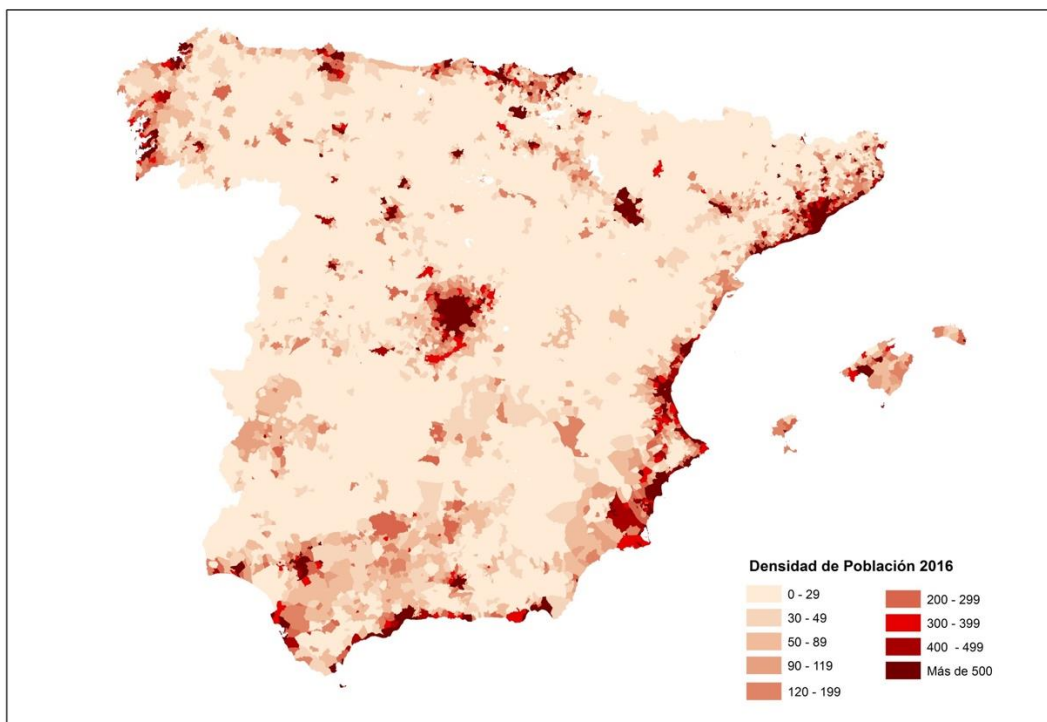 Densidad de Población 2016
0 - 29
30 - 49
50 - 89
90 - 119
120 - 199
200 - 299
300 - 399
400 - 499
Más de 500